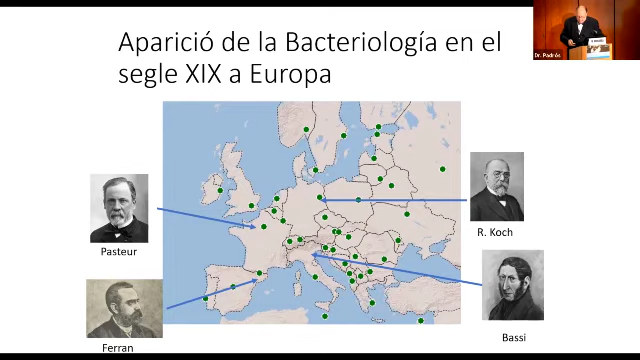 Aparició de la Bacteriología en el
segle XIX a Europa
Dr. Padrós
Pasteur
R. Koch
Ferran
Bassi